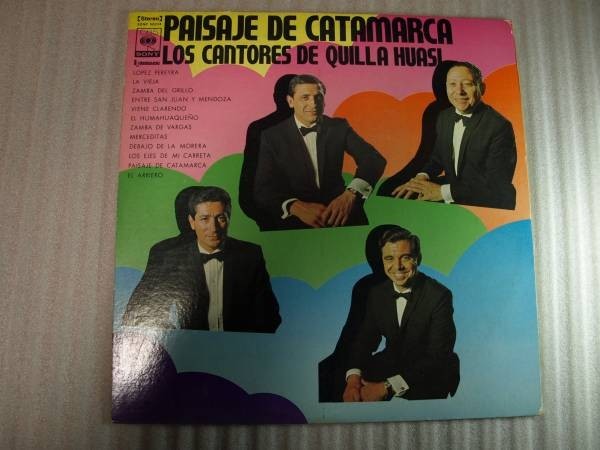 [Stereo]
PAISAJE DE CATAMARCA
CBS
SONY
LOS CANTORES DE QUILLA HUASI
LOPEZ PEREYRA
LA VIEJA
ZAMBA DEL GRILLO
ENTRE SAN JUAN Y MENDOZA
VIENE CLAREANDO
EL HUMAHUAQUEÑO
ZAMBA DE VARGAS
MERCEDITAS
DEBAJO DE LA MORERA
LOS EJES DE MI CARRETA
PAISAJE DE CATAMARCA
EL ARRIERO